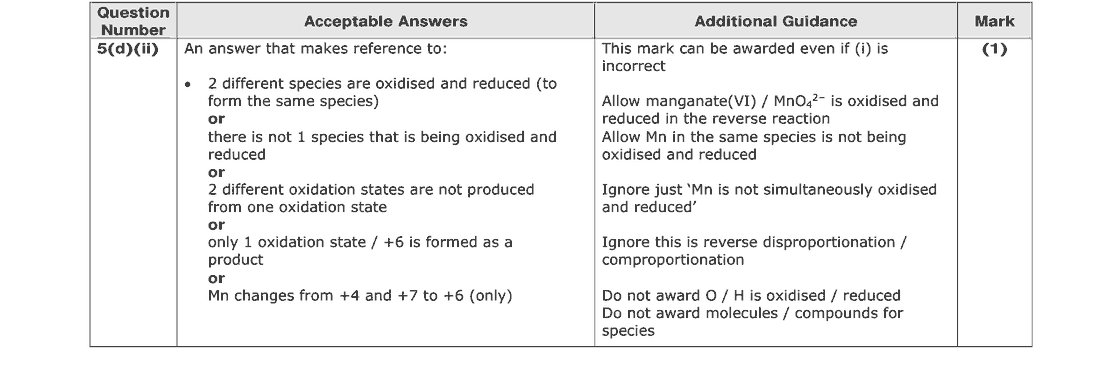 Question Number
Acceptable Answers
Additional Guidance
Mark
5(d)(ii)
An answer that makes reference to:
• 2 different species are oxidised and reduced (to
form the same species)
or
there is not 1 species that is being oxidised and
reduced
or
2 different oxidation states are not produced
from one oxidation state
or
only 1 oxidation state / +6 is formed as a
product
or
Mn changes from +4 and +7 to +6 (only)
This mark can be awarded even if (i) is
incorrect
Allow manganate(VI) / MnO₄²⁻ is oxidised and
reduced in the reverse reaction
Allow Mn in the same species is not being
oxidised and reduced
Ignore just ‘Mn is not simultaneously oxidised
and reduced’
Ignore this is reverse disproportionation /
comproportionation
Do not award O / H is oxidised / reduced
Do not award molecules / compounds for
species
(1)